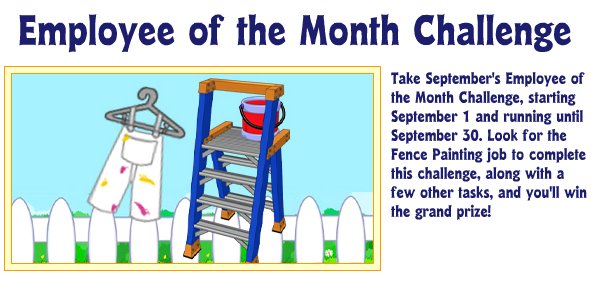 Employee of the Month Challenge
Take September's Employee of
the Month Challenge, starting
September 1 and running until
September 30. Look for the
Fence Painting job to complete
this challenge, along with a
few other tasks, and you'll win
the grand prize!